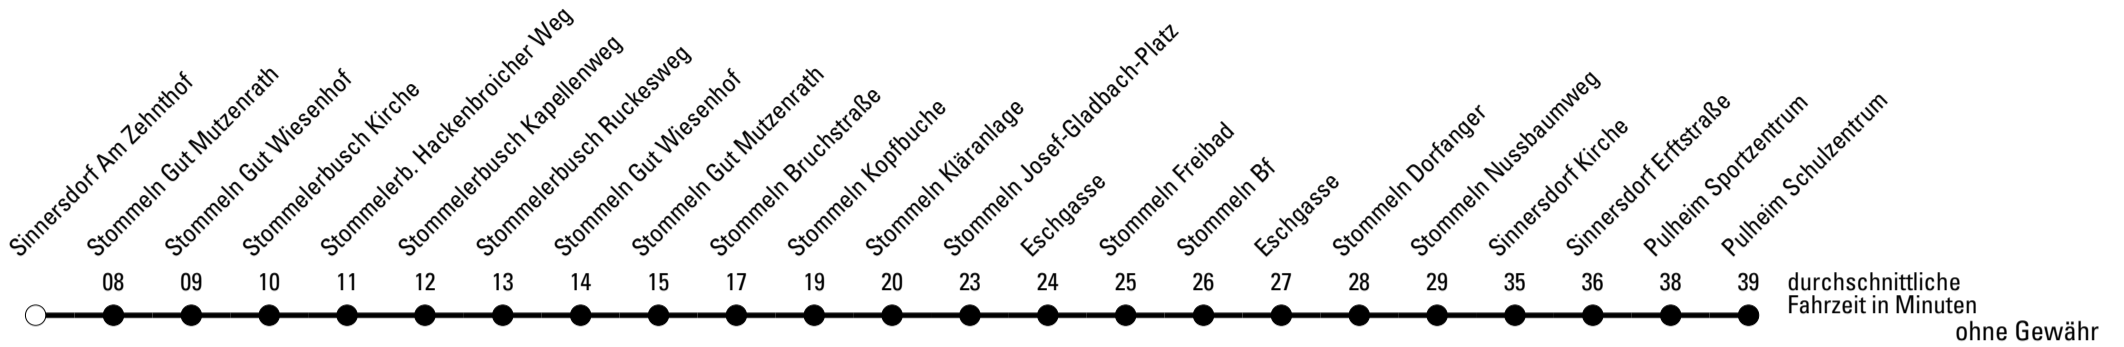 Sinnersdorf Am Zehnthof
Stommeln Gut Mutzenrath
Stommeln Gut Wiesenhof
Stommelerbusch Kirche
Stommelerb. Hackenbroicher Weg
Stommelerbusch Kapellenweg
Stommelerbusch Ruckesweg
Stommeln Gut Wiesenhof
Stommeln Gut Mutzenrath
Stommeln Bruchstraße
Stommeln Kopfbuche
Stommeln Kläranlage
Stommeln Josef-Gladbach-Platz
Eschgasse
Stommeln Freibad
Stommeln Bf
Eschgasse
Stommeln Dorfanger
Stommeln Nussbaumweg
Sinnersdorf Kirche
Sinnersdorf Erftstraße
Pulheim Sportzentrum
Pulheim Schulzentrum
08 09 10 11 12 13 14 15 17 19 20 23 24 25 26 27 28 29 35 36 38 39 durchschnittliche
Fahrzeit in Minuten
ohne Gewähr